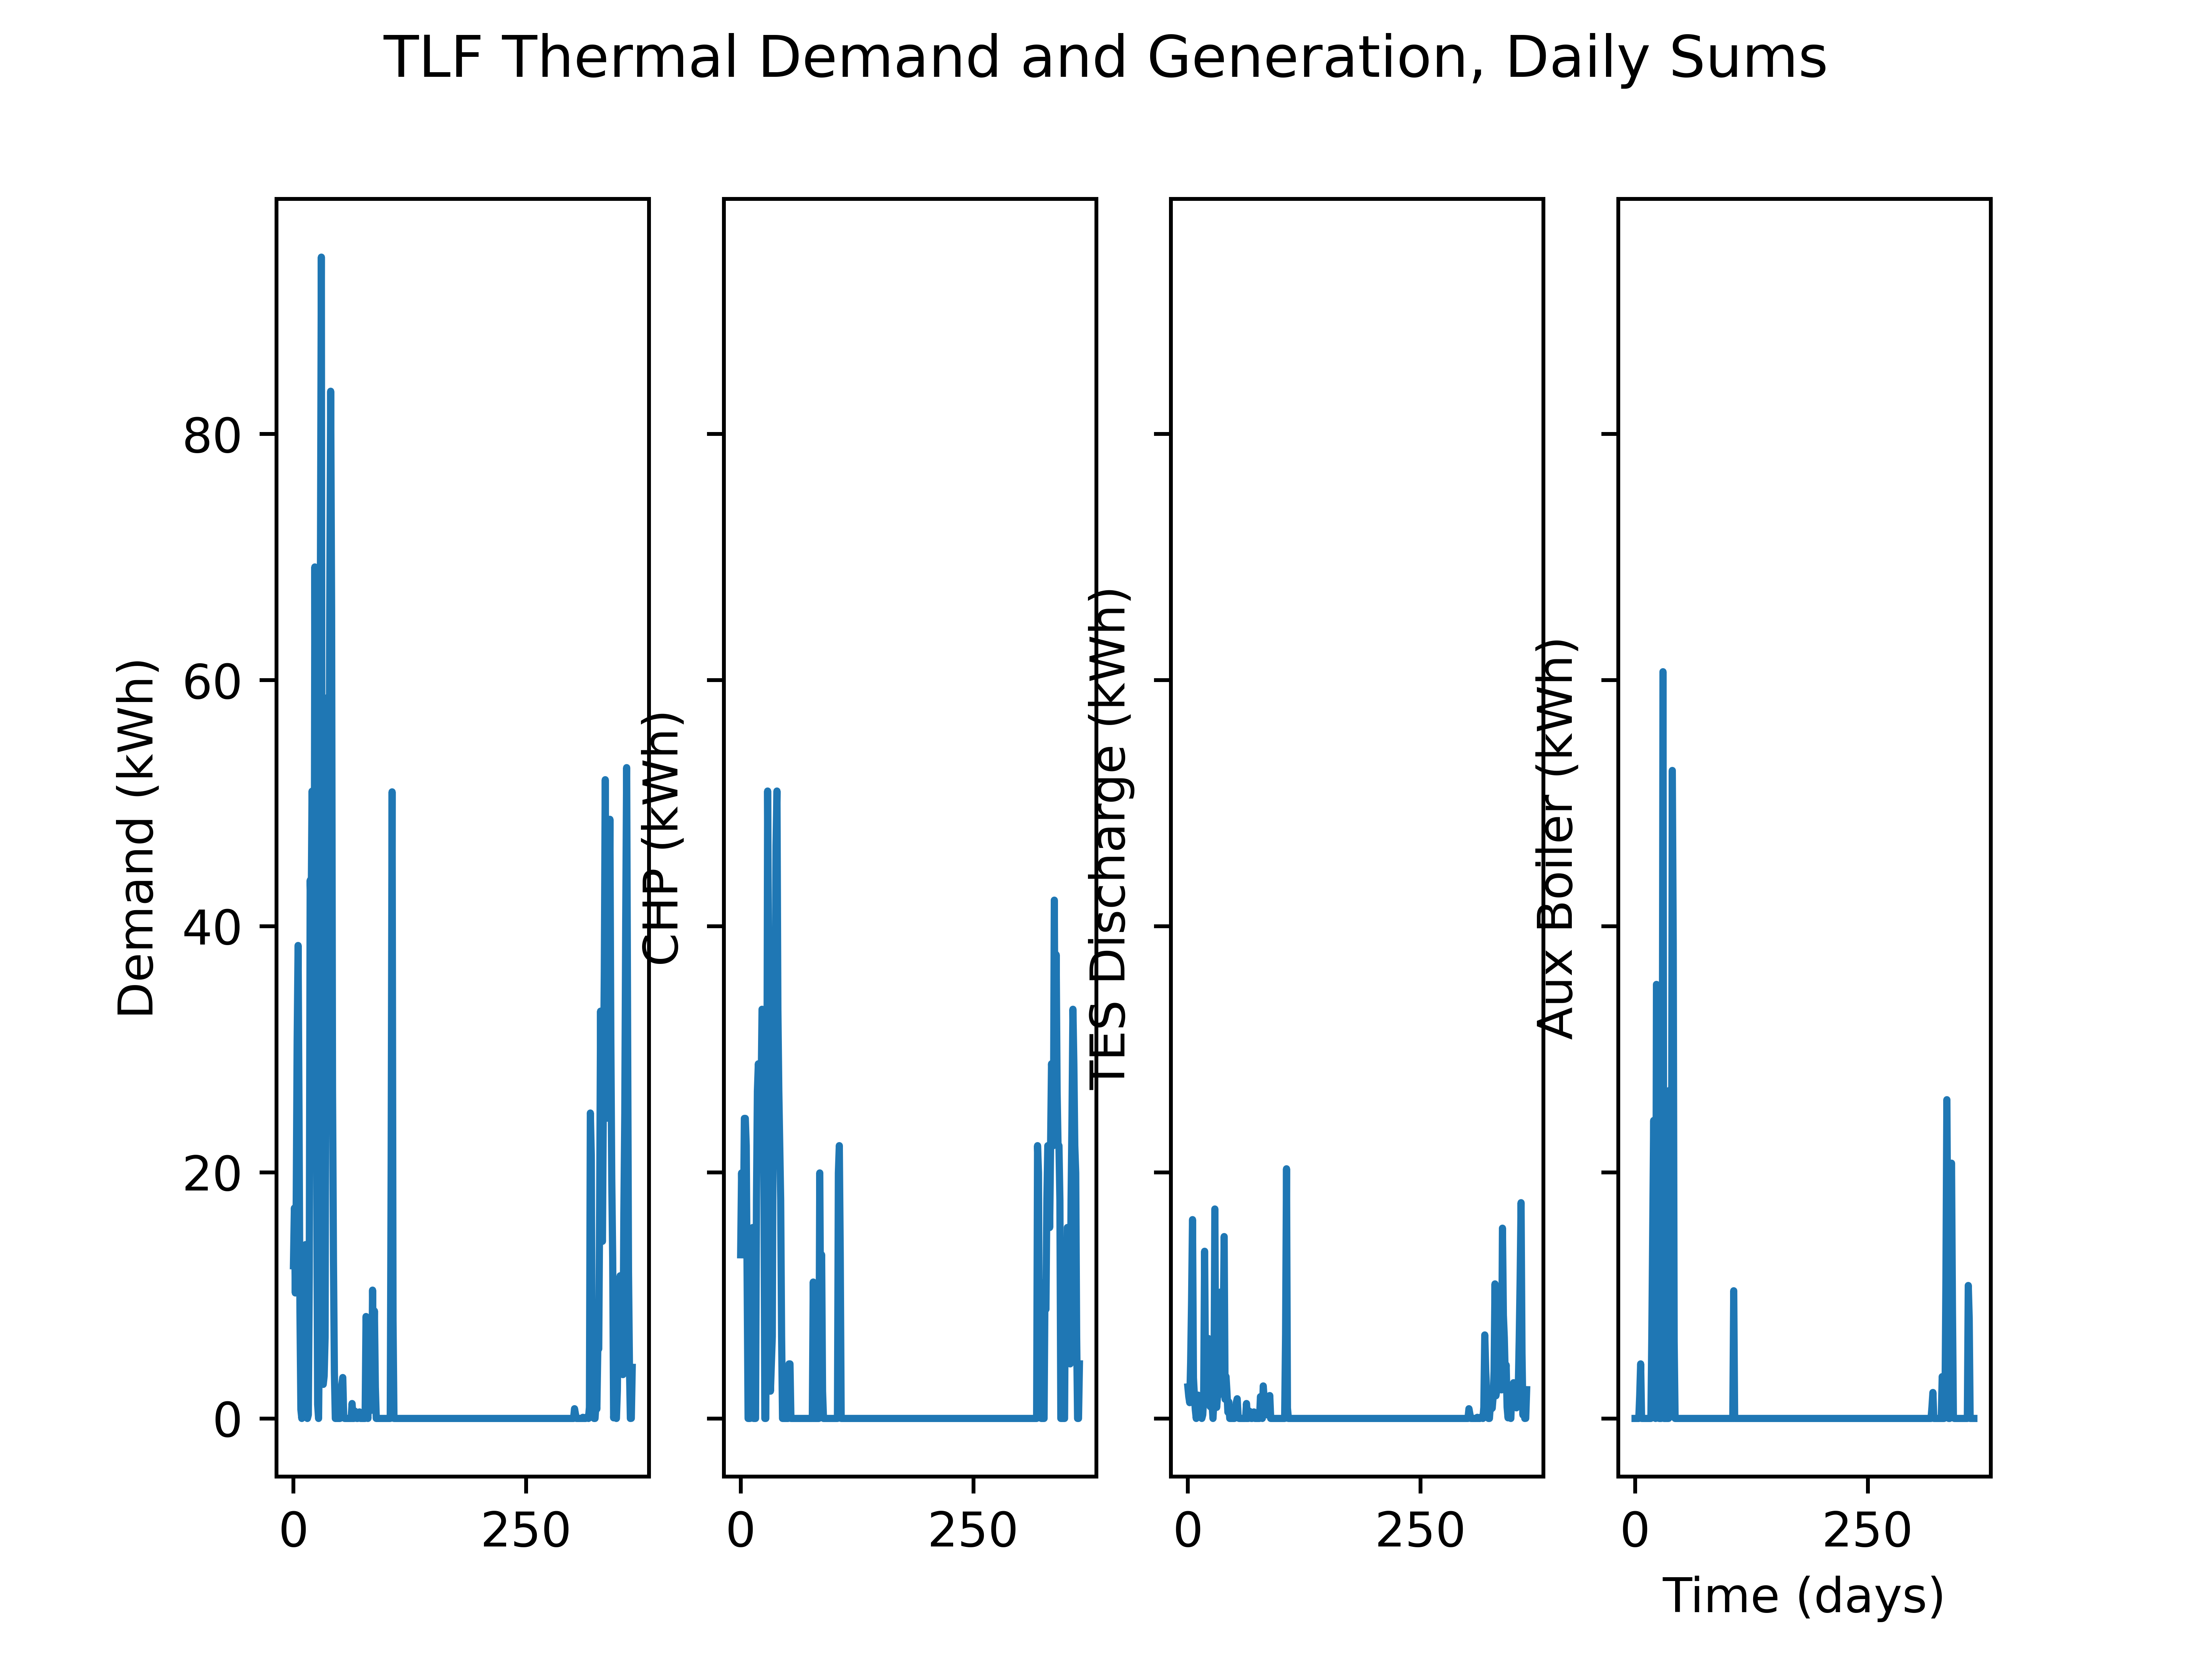 TLF Thermal Demand and Generation, Daily Sums
Demand (kWh)
80
60
40
20
0
0 250
CHP (kWh)
0 250
TES Discharge (kWh)
0 250
Aux Boiler (kWh)
0 250
Time (days)